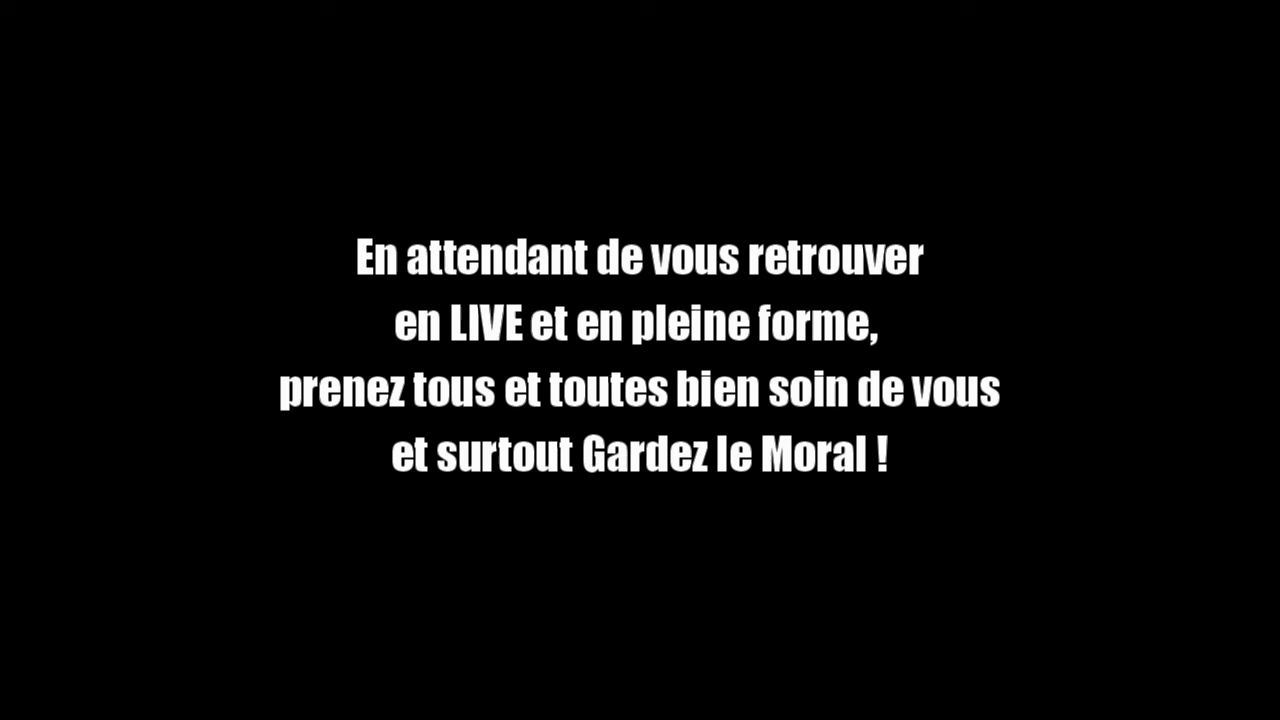 En attendant de vous retrouver
en LIVE et en pleine forme,
prenez tous et toutes bien soin de vous
et surtout Gardez le Moral !